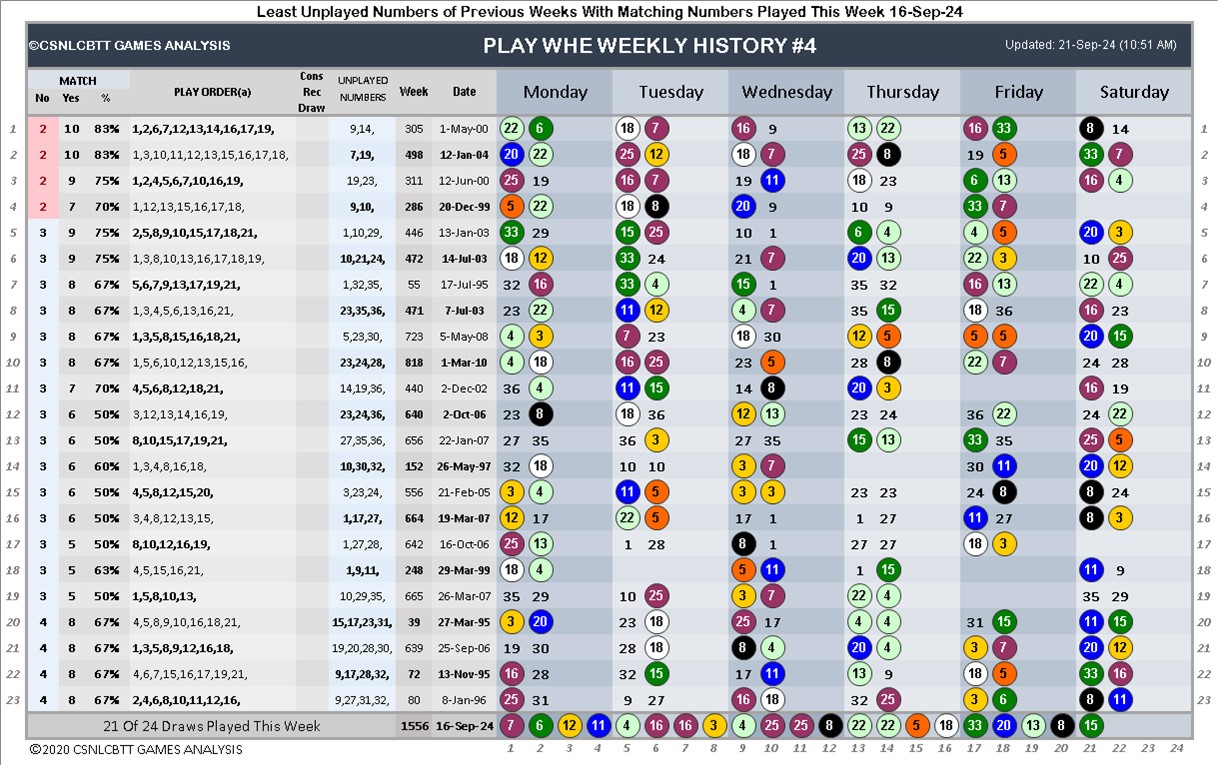 Least Unplayed Numbers of Previous Weeks With Matching Numbers Played This Week 16-Sep-24
©CSNLCBTT GAMES ANALYSIS PLAY WHE WEEKLY HISTORY #4 Updated: 21-Sep-24 (10:51 AM)
MATCH
No Yes % PLAY ORDER(a) Cons Rec Draw UNPLAYED NUMBERS Week Date Monday Tuesday Wednesday Thursday Friday Saturday
1 2 10 83% 1,2,6,7,12,13,14,16,17,19, 9,14, 305 1-May-00 22 6 18 7 16 9 13 22 16 33 8 14 1
2 2 10 83% 1,3,10,11,12,13,15,16,17,18, 7,19, 498 12-Jan-04 20 22 25 12 18 7 25 8 19 5 33 7 2
3 2 9 75% 1,2,4,5,6,7,10,16,19, 19,23, 311 12-Jun-00 25 19 16 7 19 11 18 23 6 13 16 4 3
4 2 7 70% 1,12,13,15,16,17,18, 9,10, 286 20-Dec-99 5 22 18 8 20 9 10 9 33 7 4
5 3 9 75% 2,5,8,9,10,15,17,18,21, 1,10,29, 446 13-Jan-03 33 29 15 25 10 1 6 4 4 5 20 3 5
6 3 9 75% 1,3,8,10,13,16,17,18,19, 10,21,24, 472 14-Jul-03 18 12 33 24 21 7 20 13 22 3 10 25 6
7 3 8 67% 5,6,7,9,13,17,19,21, 1,32,35, 55 17-Jul-95 32 16 33 4 15 1 35 32 16 13 22 4 7
8 3 8 67% 1,3,4,5,6,13,16,21, 23,35,36, 471 7-Jul-03 23 22 11 12 4 7 35 15 18 36 16 23 8
9 3 8 67% 1,3,5,8,15,16,18,21, 5,23,30, 723 5-May-08 4 3 7 23 18 30 12 5 5 5 20 15 9
10 3 8 67% 1,5,6,10,12,13,15,16, 23,24,28, 818 1-Mar-10 4 18 16 25 23 5 28 8 22 7 24 28 10
11 3 7 70% 4,5,6,8,12,18,21, 14,19,36, 440 2-Dec-02 36 4 11 15 14 8 20 3 16 19 11
12 3 6 50% 3,12,13,14,16,19, 23,24,36, 640 2-Oct-06 23 8 18 36 12 13 23 24 36 22 24 22 12
13 3 6 50% 8,10,15,17,19,21, 27,35,36, 656 22-Jan-07 27 35 36 3 27 35 15 13 33 35 25 5 13
14 3 6 60% 1,3,4,8,16,18, 10,30,32, 152 26-May-97 32 18 10 10 3 7 30 11 20 12 14
15 3 6 50% 4,5,8,12,15,20, 3,23,24, 556 21-Feb-05 3 4 11 5 3 3 23 23 24 8 8 24 15
16 3 6 50% 3,4,8,12,13,15, 1,17,27, 664 19-Mar-07 12 17 22 5 17 1 1 27 11 27 8 3 16
17 3 5 50% 8,10,12,16,19, 1,27,28, 642 16-Oct-06 25 13 1 28 8 1 27 27 18 3 17
18 3 5 63% 4,5,15,16,21, 1,9,11, 248 29-Mar-99 18 4 5 11 1 15 11 9 18
19 3 5 50% 1,5,8,10,13, 10,29,35, 665 26-Mar-07 35 29 10 25 3 7 22 4 35 29 19
20 4 8 67% 4,5,8,9,10,16,18,21, 15,17,23,31, 39 27-Mar-95 3 20 23 18 25 17 4 4 31 15 11 15 20
21 4 8 67% 1,3,5,8,9,12,16,18, 19,20,28,30, 639 25-Sep-06 19 30 28 18 8 4 20 4 3 7 20 12 21
22 4 8 67% 4,6,7,15,16,17,19,21, 9,17,28,32, 72 13-Nov-95 16 28 32 15 17 11 13 9 18 5 33 16 22
23 4 8 67% 2,4,6,8,10,11,12,16, 9,27,31,32, 80 8-Jan-96 25 31 9 27 16 18 32 25 3 6 8 11 23
21 Of 24 Draws Played This Week 1556 16-Sep-24 7 6 12 11 4 16 16 3 4 25 25 12 22 22 5 18 33 20 13 8 15
©2020 CSNLCBTT GAMES ANALYSIS 1 2 3 4 5 6 7 8 9 10 11 12 13 14 15 16 17 18 19 20 21 22 23 24